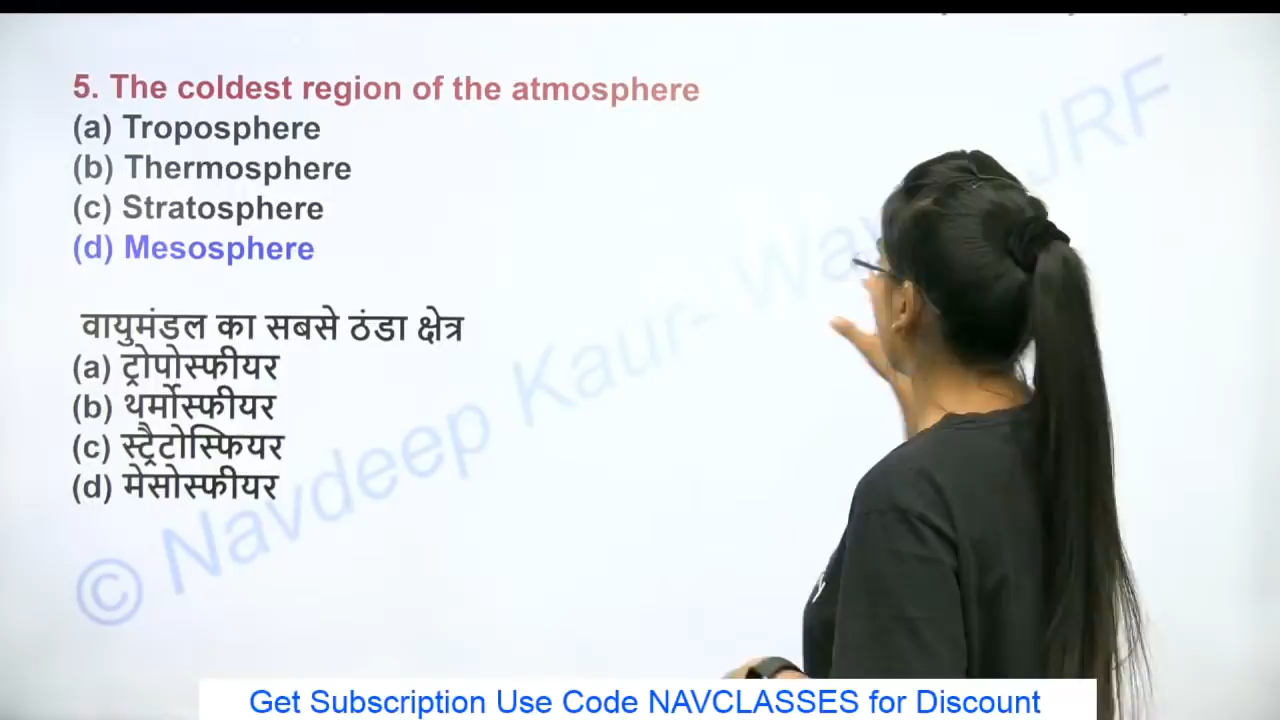 5. The coldest region of the atmosphere
(a) Troposphere
(b) Thermosphere
(c) Stratosphere
(d) Mesosphere
वायुमंडल का सबसे ठंडा क्षेत्र
(a) ट्रोपोस्फीयर
(b) थर्मोस्फीयर
(c) स्ट्रैटोस्फियर
(d) मेसोस्फीयर
© Navdeep Kaur- JRF
Get Subscription Use Code NAVCLASSES for Discount